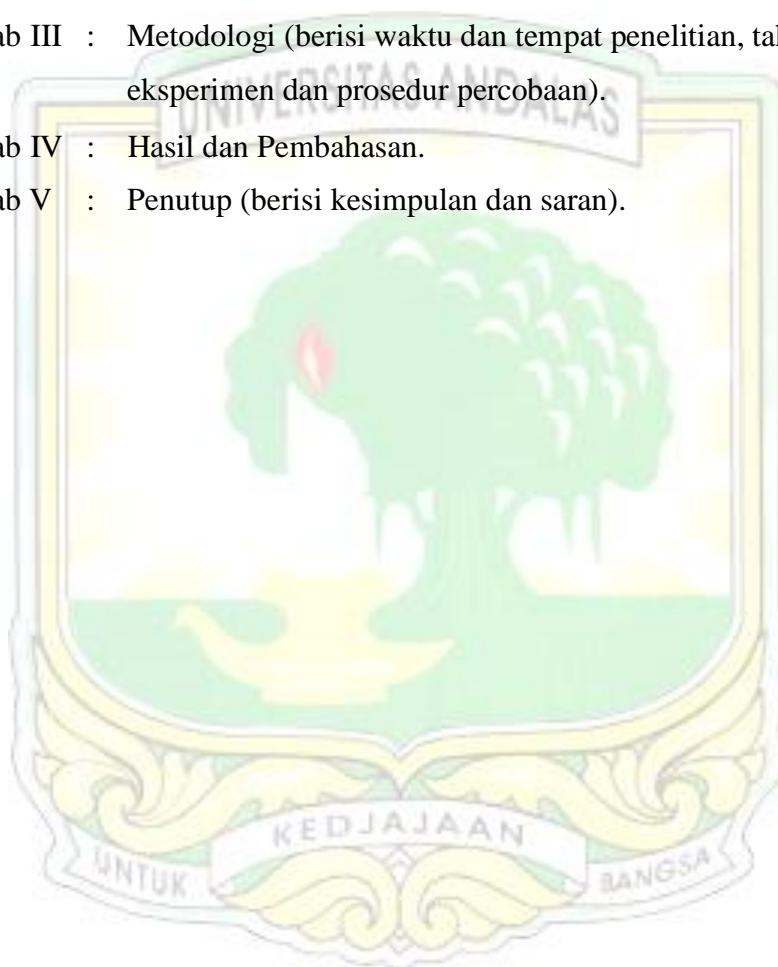 ab III : Metodologi (berisi waktu dan tempat penelitian, tal
eksperimen dan prosedur percobaan).
UNIVERSITAS ANDALAS
ab IV : Hasil dan Pembahasan.
ab V : Penutup (berisi kesimpulan dan saran).
UNTUK KEDJAJAAN BANGSA